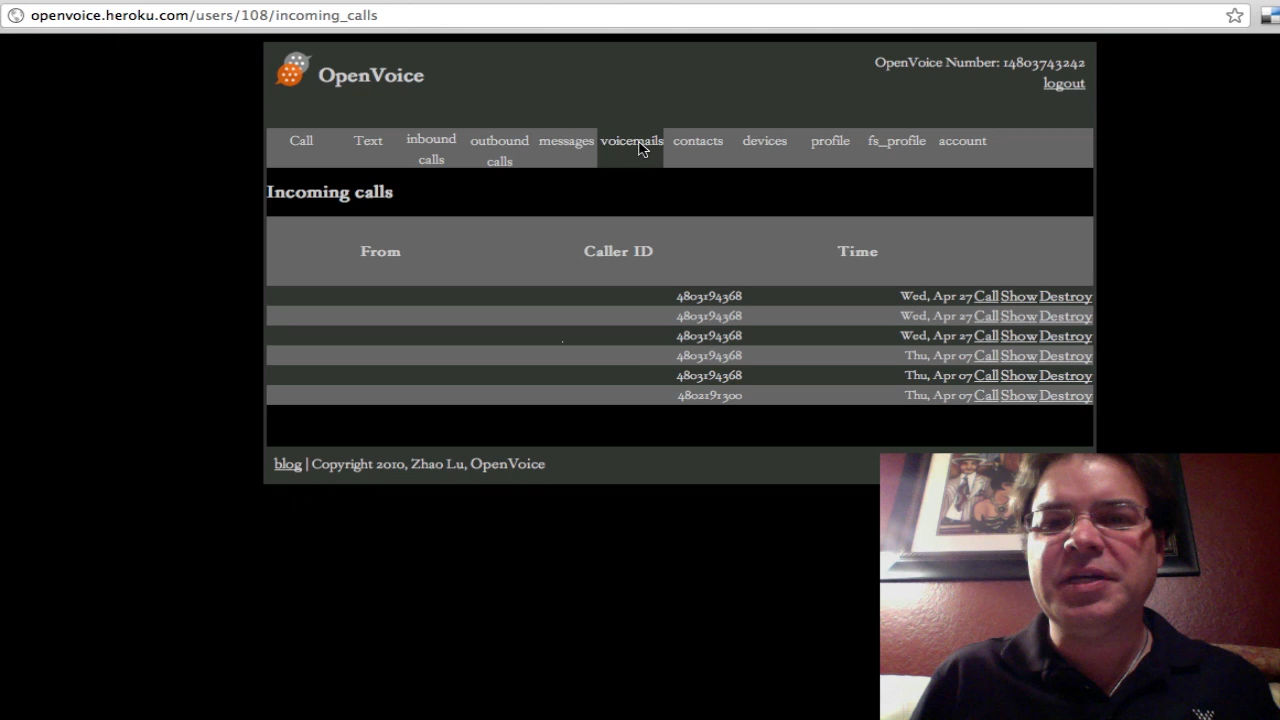 openvoice.heroku.com/users/108/incoming_calls
OpenVoice
OpenVoice Number: 14803743242
logout
Call Text inbound calls outbound calls messages voicemails contacts devices profile fs_profile account
Incoming calls
From Caller ID Time
4803194368 Wed, Apr 27 Call Show Destroy
4803194368 Wed, Apr 27 Call Show Destroy
4803194368 Wed, Apr 27 Call Show Destroy
4803194368 Thu, Apr 07 Call Show Destroy
4803194368 Thu, Apr 07 Call Show Destroy
4802191300 Thu, Apr 07 Call Show Destroy
blog | Copyright 2010, Zhao Lu, OpenVoice